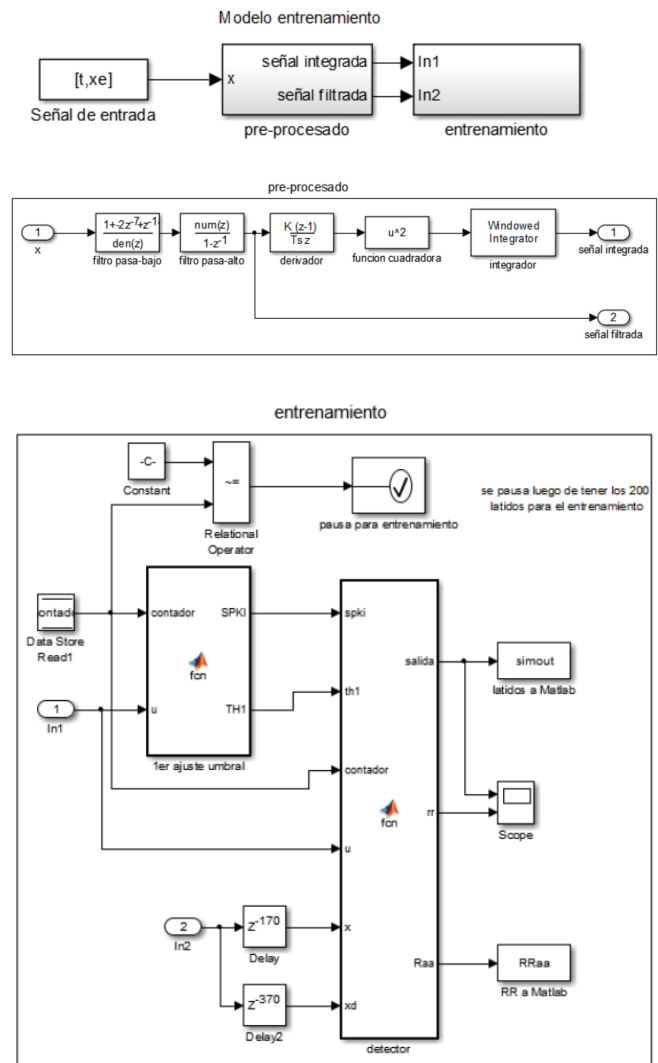 Modelo entrenamiento
[t,xe]
Señal de entrada
x
señal integrada
señal filtrada
pre-procesado
In1
In2
entrenamiento
pre-procesado
1
x
1+-2z-7+z-1
den(z)
filtro pasa-bajo
num(z)
1-z-1
filtro pasa-alto
K (z-1)
Ts z
derivador
u^2
funcion cuadradora
Windowed
Integrator
integrador
1
señal integrada
2
señal filtrada
entrenamiento
-C-
Constant
~=
Relational
Operator
pausa para entrenamiento
se pausa luego de tener los 200
latidos para el entrenamiento
ontado
Data Store
Read1
1
In1
contador
u
SPKI
TH1
fcn
1er ajuste umbral
2
In2
Z-170
Delay
Z-370
Delay2
spki
th1
contador
u
x
xd
fcn
salida
rr
Raa
detector
simout
latidos a Matlab
Scope
RRaa
RR a Matlab